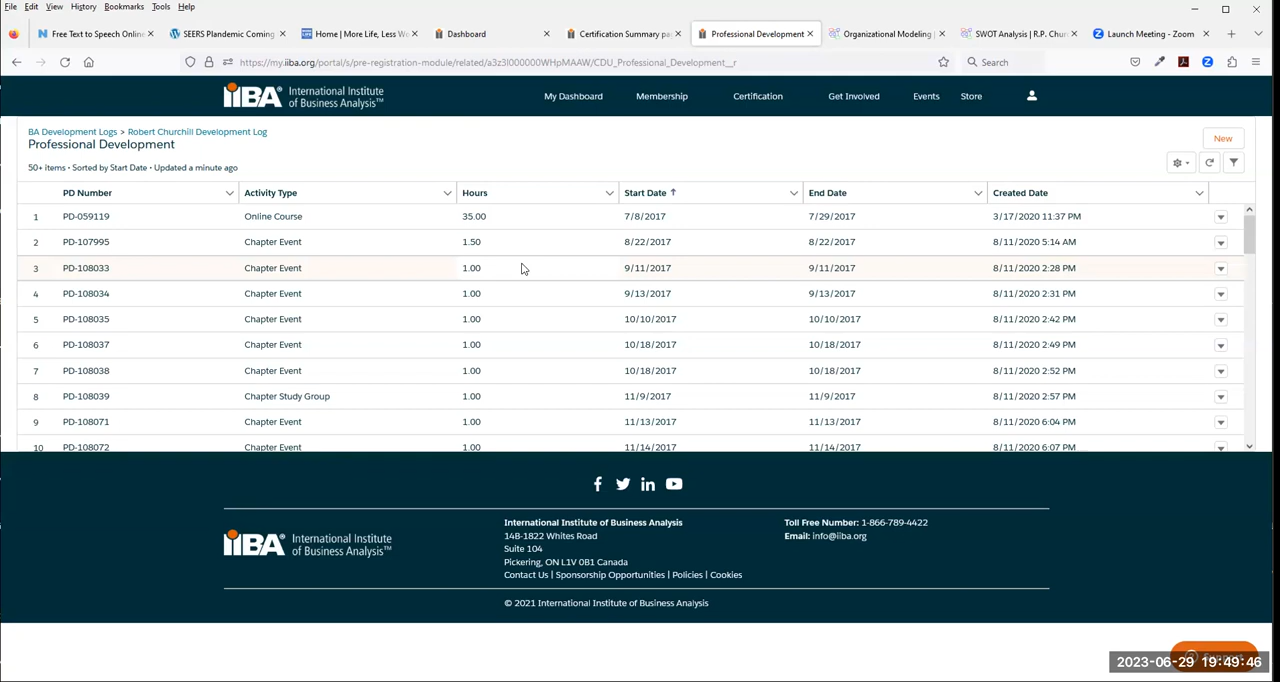 File Edit View History Bookmarks Tools Help
Free Text to Speech Online
SEERS Plandemic Coming
Home | More Life, Less Wo
Dashboard
Certification Summary pa
Professional Development
Organizational Modeling |
SWOT Analysis | R.P. Chur
Launch Meeting - Zoom
https://my.iiba.org/portal/s/pre-registration-module/related/a3z3l000000WHpMAAW/CDU_Professional_Development__r
Search
IIBA International Institute of Business Analysis™
My Dashboard Membership Certification Get Involved Events Store
BA Development Logs > Robert Churchill Development Log
Professional Development
New
50+ items • Sorted by Start Date • Updated a minute ago
PD Number Activity Type Hours Start Date End Date Created Date
1 PD-059119 Online Course 35.00 7/8/2017 7/29/2017 3/17/2020 11:37 PM
2 PD-107995 Chapter Event 1.50 8/22/2017 8/22/2017 8/11/2020 5:14 AM
3 PD-108033 Chapter Event 1.00 9/11/2017 9/11/2017 8/11/2020 2:28 PM
4 PD-108034 Chapter Event 1.00 9/13/2017 9/13/2017 8/11/2020 2:31 PM
5 PD-108035 Chapter Event 1.00 10/10/2017 10/10/2017 8/11/2020 2:42 PM
6 PD-108037 Chapter Event 1.00 10/18/2017 10/18/2017 8/11/2020 2:49 PM
7 PD-108038 Chapter Event 1.00 10/18/2017 10/18/2017 8/11/2020 2:52 PM
8 PD-108039 Chapter Study Group 1.00 11/9/2017 11/9/2017 8/11/2020 2:57 PM
9 PD-108071 Chapter Event 1.00 11/13/2017 11/13/2017 8/11/2020 6:04 PM
10 PD-108072 Chapter Event 1.00 11/14/2017 11/14/2017 8/11/2020 6:07 PM
IIBA International Institute of Business Analysis™
International Institute of Business Analysis
14B-1822 Whites Road
Suite 104
Pickering, ON L1V 0B1 Canada
Contact Us | Sponsorship Opportunities | Policies | Cookies
Toll Free Number: 1-866-789-4422
Email: info@iiba.org
© 2021 International Institute of Business Analysis
2023-06-29 19:49:46